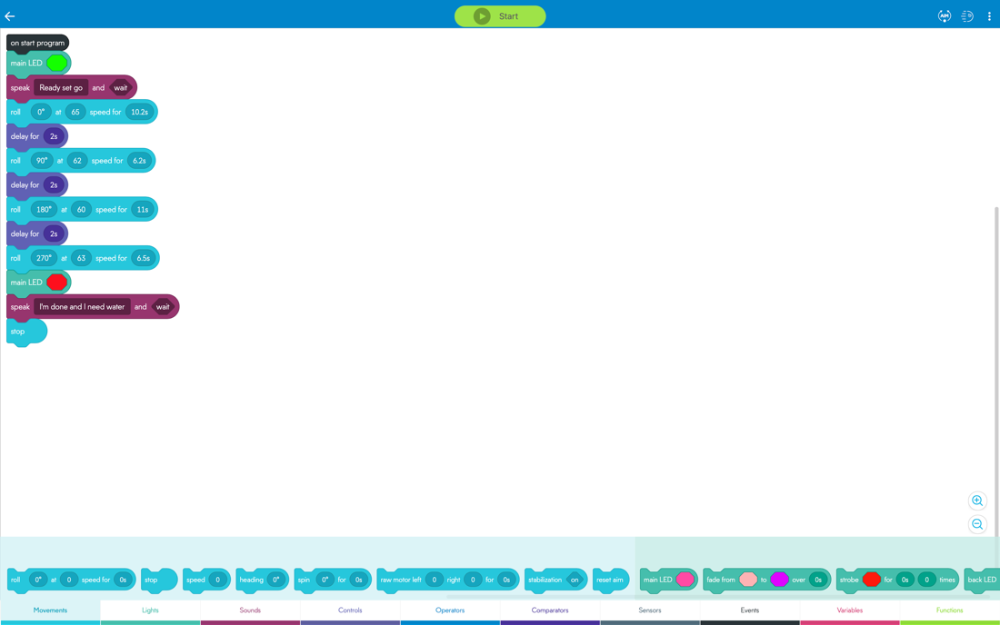 Start
AIM
on start program
main LED
speak Ready set go and wait
roll 0° at 65 speed for 10.2s
delay for 2s
roll 90° at 62 speed for 6.2s
delay for 2s
roll 180° at 60 speed for 11s
delay for 2s
roll 270° at 63 speed for 6.5s
main LED
speak I'm done and I need water and wait
stop
roll 0° at 0 speed for 0s stop speed 0 heading 0° spin 0° for 0s raw motor left 0 right 0 for 0s stabilization on reset aim main LED fade from to over 0s strobe for 0s 0 times back LED
Movements Lights Sounds Controls Operators Comparators Sensors Events Variables Functions